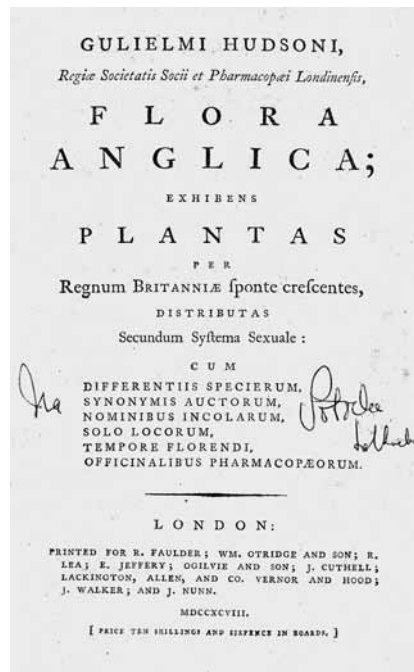 GULIELMI HUDSONI,
Regiæ Societatis Socii et Pharmacopæi Londinenſis,
FLORA
ANGLICA;
EXHIBENS
PLANTAS
PER
Regnum BRITANNIÆ ſponte creſcentes,
DISTRIBUTAS
Secundum Syſtema Sexuale:
CUM
DIFFERENTIIS SPECIERUM,
SYNONYMIS AUCTORUM,
NOMINIBUS INCOLARUM,
SOLO LOCORUM,
TEMPORE FLORENDI,
OFFICINALIBUS PHARMACOPÆORUM.
LONDON:
PRINTED FOR R. FAULDER; WM. OTRIDGE AND SON; R.
LEA; E. JEFFERY; OGILVIE AND SON; J. CUTHELL;
LACKINGTON, ALLEN, AND CO. VERNOR AND HOOD;
J. WALKER; AND J. NUNN.
MDCCXCVIII.
[ PRICE TEN SHILLINGS AND SIXPENCE IN BOARDS. ]